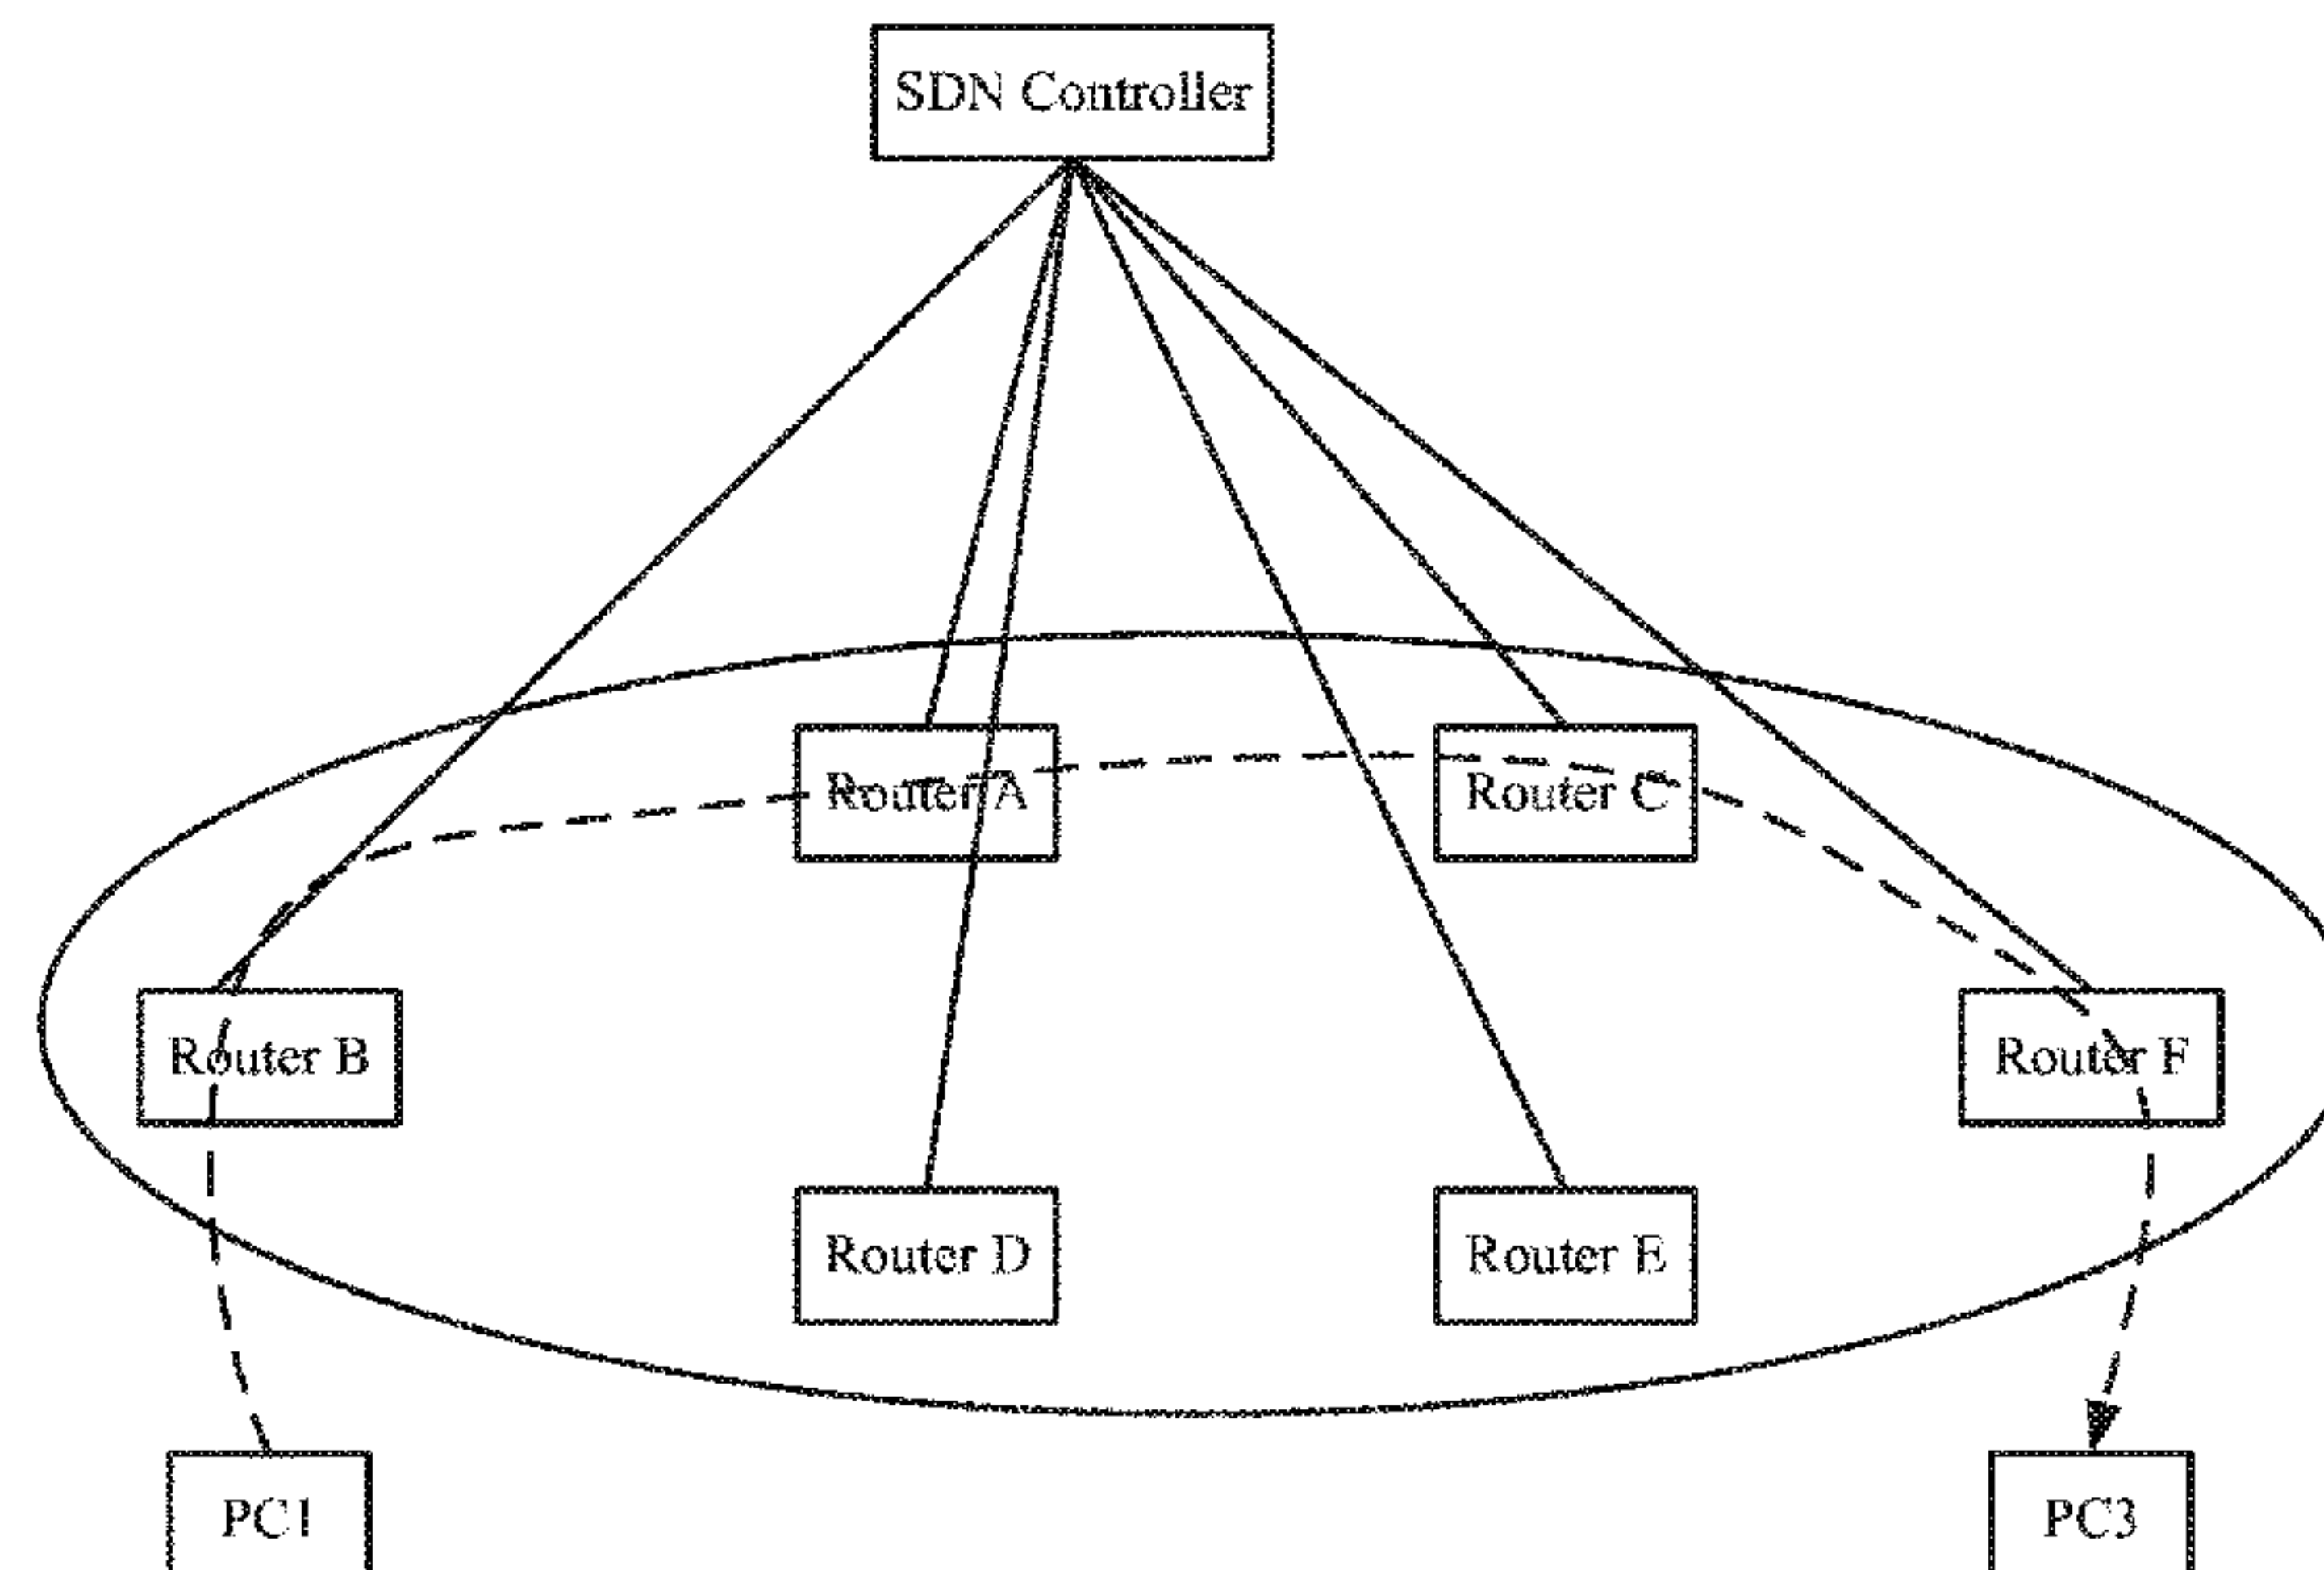 SDN Controller
Router A
Router C
Router B
Router F
Router D
Router E
PC1
PC3